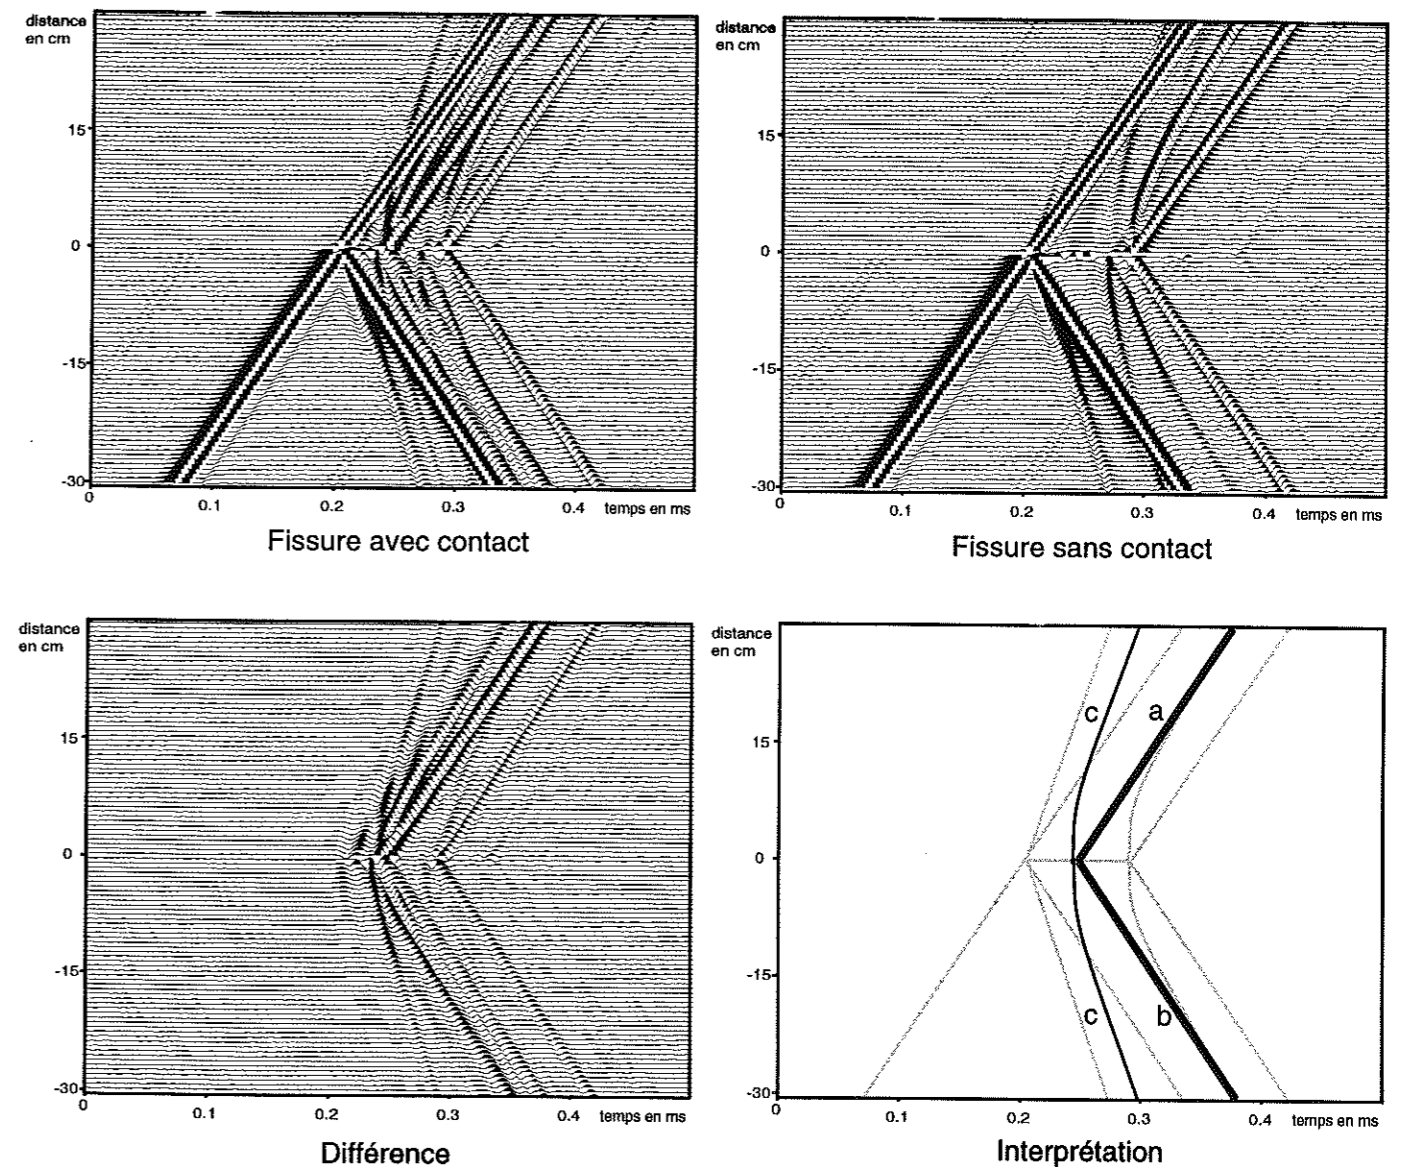 distance
en cm
15
0
-15
-30
0
0.1
0.2
0.3
0.4
temps en ms
Fissure avec contact
distance
en cm
15
0
-15
-30
0
0.1
0.2
0.3
0.4
temps en ms
Fissure sans contact
distance
en cm
15
0
-15
-30
0
0.1
0.2
0.3
0.4
temps en ms
Différence
distance
en cm
c
a
15
0
-15
c
b
-30
0
0.1
0.2
0.3
0.4
temps en ms
Interprétation